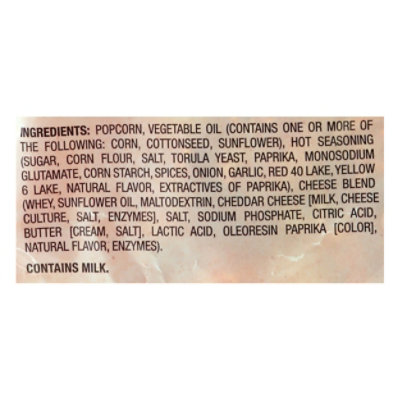 INGREDIENTS: POPCORN, VEGETABLE OIL (CONTAINS ONE OR MORE OF
THE FOLLOWING: CORN, COTTONSEED, SUNFLOWER), HOT SEASONING
(SUGAR, CORN FLOUR, SALT, TORULA YEAST, PAPRIKA, MONOSODIUM
GLUTAMATE, CORN STARCH, SPICES, ONION, GARLIC, RED 40 LAKE, YELLOW
6 LAKE, NATURAL FLAVOR, EXTRACTIVES OF PAPRIKA), CHEESE BLEND
(WHEY, SUNFLOWER OIL, MALTODEXTRIN, CHEDDAR CHEESE [MILK, CHEESE
CULTURE, SALT, ENZYMES], SALT, SODIUM PHOSPHATE, CITRIC ACID,
BUTTER [CREAM, SALT], LACTIC ACID, OLEORESIN PAPRIKA [COLOR],
NATURAL FLAVOR, ENZYMES).
CONTAINS MILK.